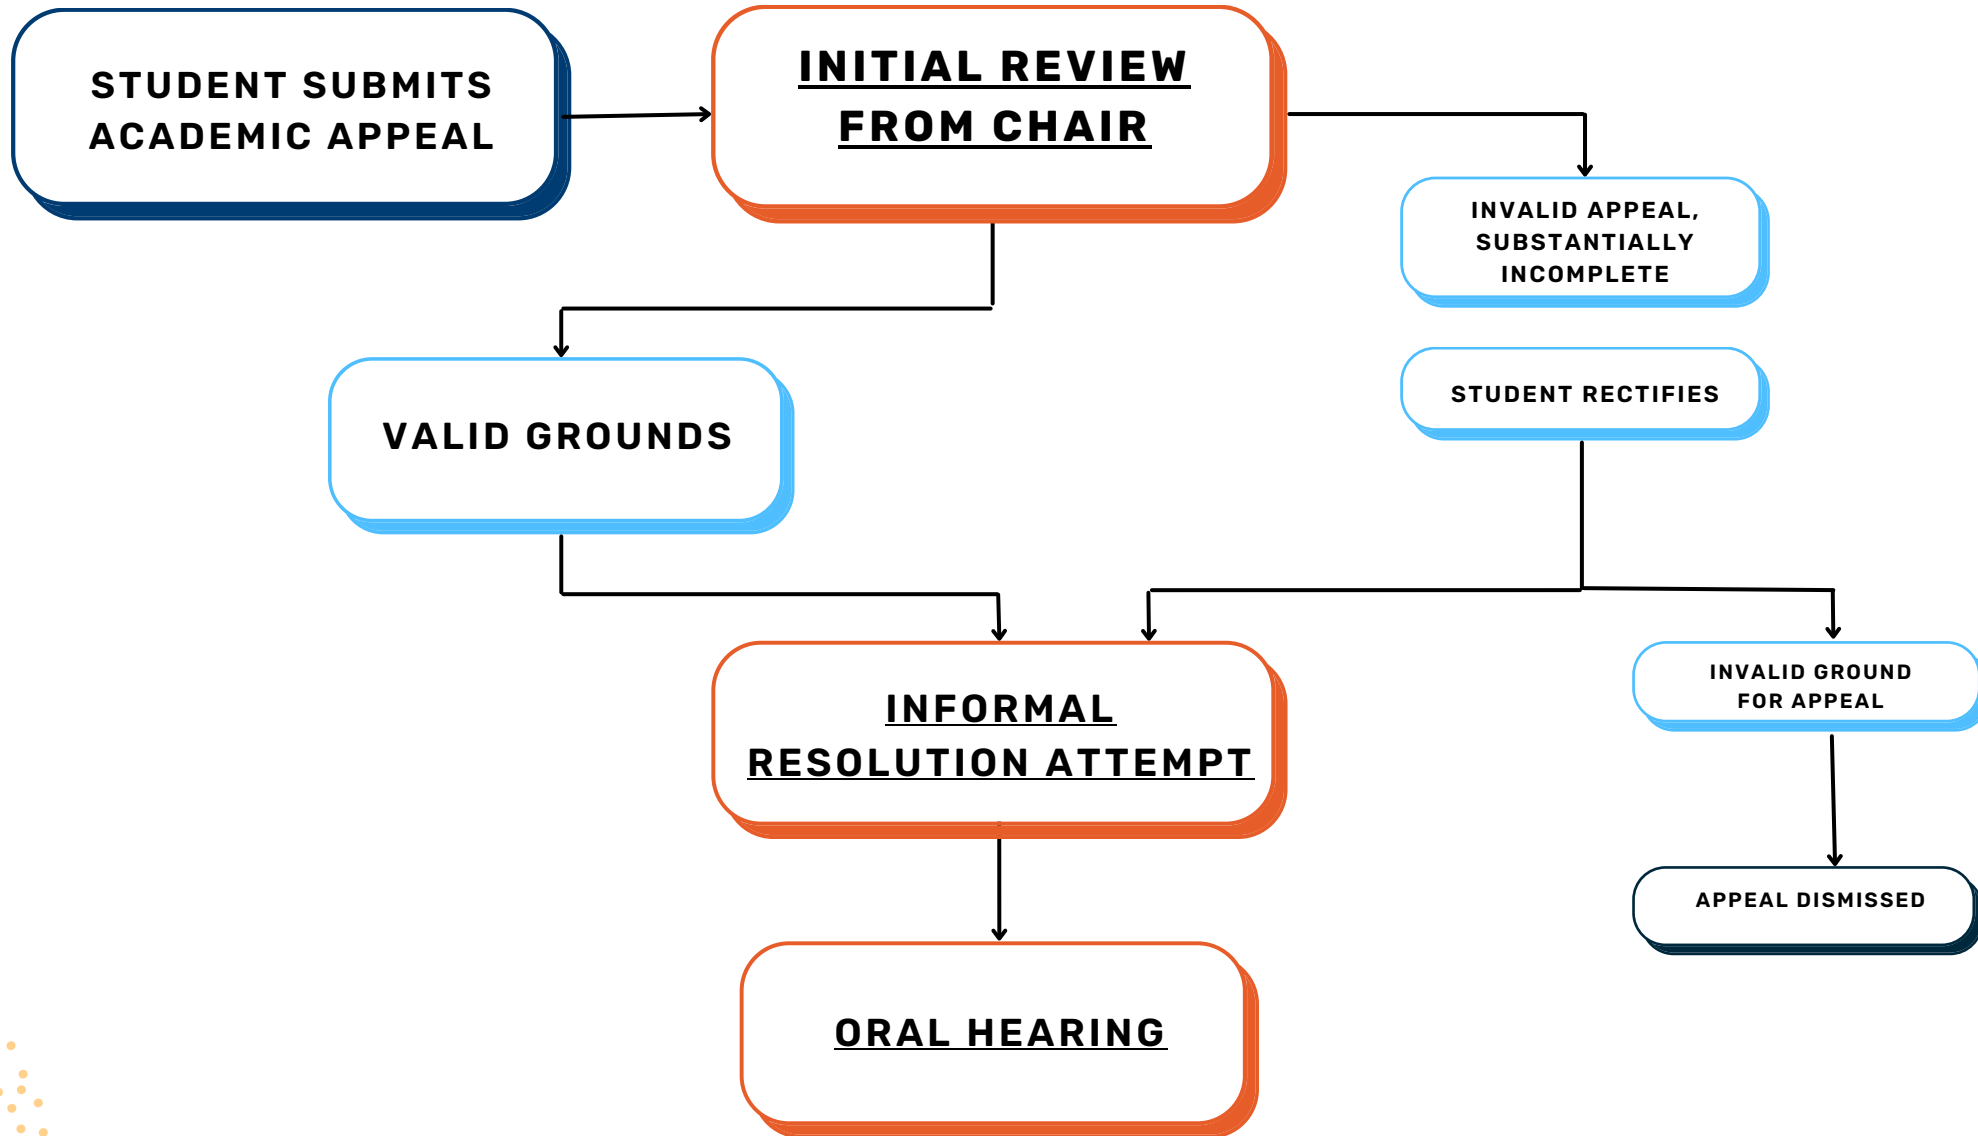 STUDENT SUBMITS
ACADEMIC APPEAL
INITIAL REVIEW
FROM CHAIR
INVALID APPEAL,
SUBSTANTIALLY
INCOMPLETE
STUDENT RECTIFIES
VALID GROUNDS
INFORMAL
RESOLUTION ATTEMPT
INVALID GROUND
FOR APPEAL
APPEAL DISMISSED
ORAL HEARING